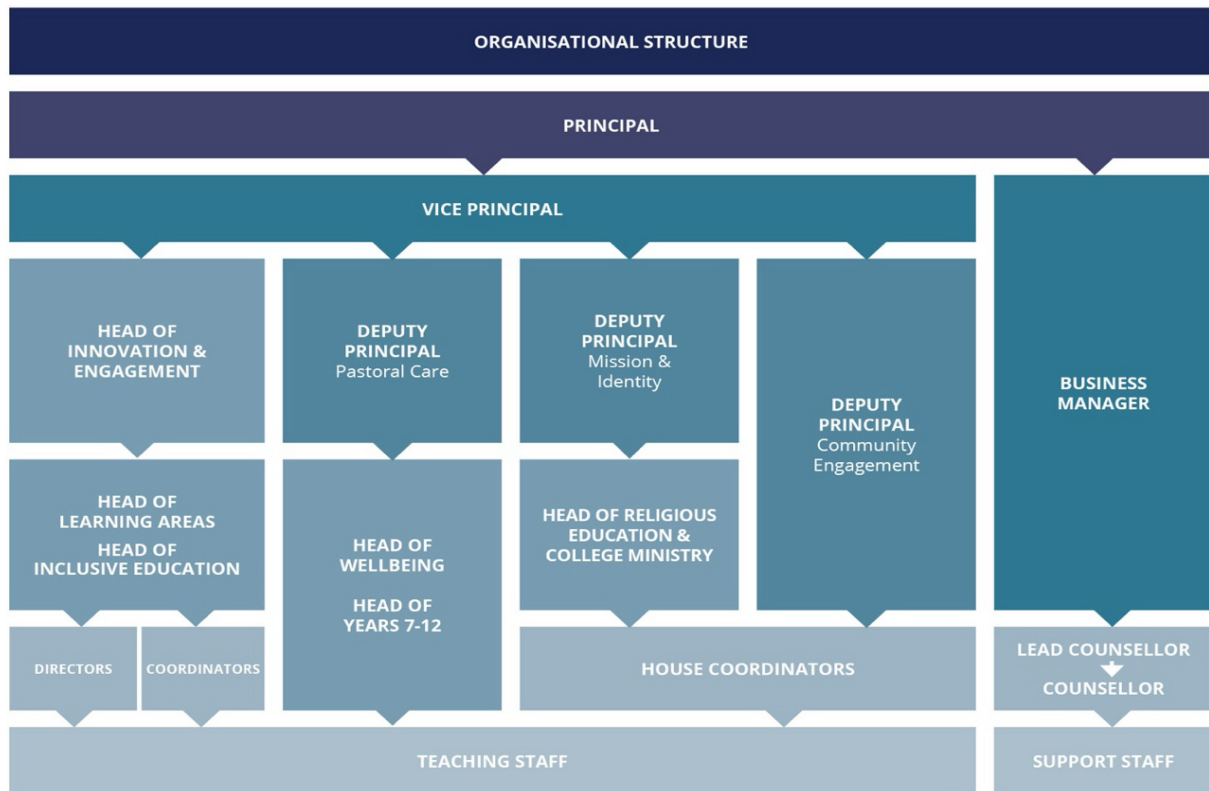 ORGANISATIONAL STRUCTURE
PRINCIPAL
VICE PRINCIPAL
HEAD OF
INNOVATION &
ENGAGEMENT
DEPUTY
PRINCIPAL
Pastoral Care
DEPUTY
PRINCIPAL
Mission &
Identity
DEPUTY
PRINCIPAL
Community
Engagement
BUSINESS
MANAGER
HEAD OF
LEARNING AREAS
HEAD OF
INCLUSIVE EDUCATION
HEAD OF
WELLBEING
HEAD OF
YEARS 7-12
HEAD OF RELIGIOUS
EDUCATION &
COLLEGE MINISTRY
DIRECTORS
COORDINATORS
HOUSE COORDINATORS
LEAD COUNSELLOR
COUNSELLOR
TEACHING STAFF
SUPPORT STAFF